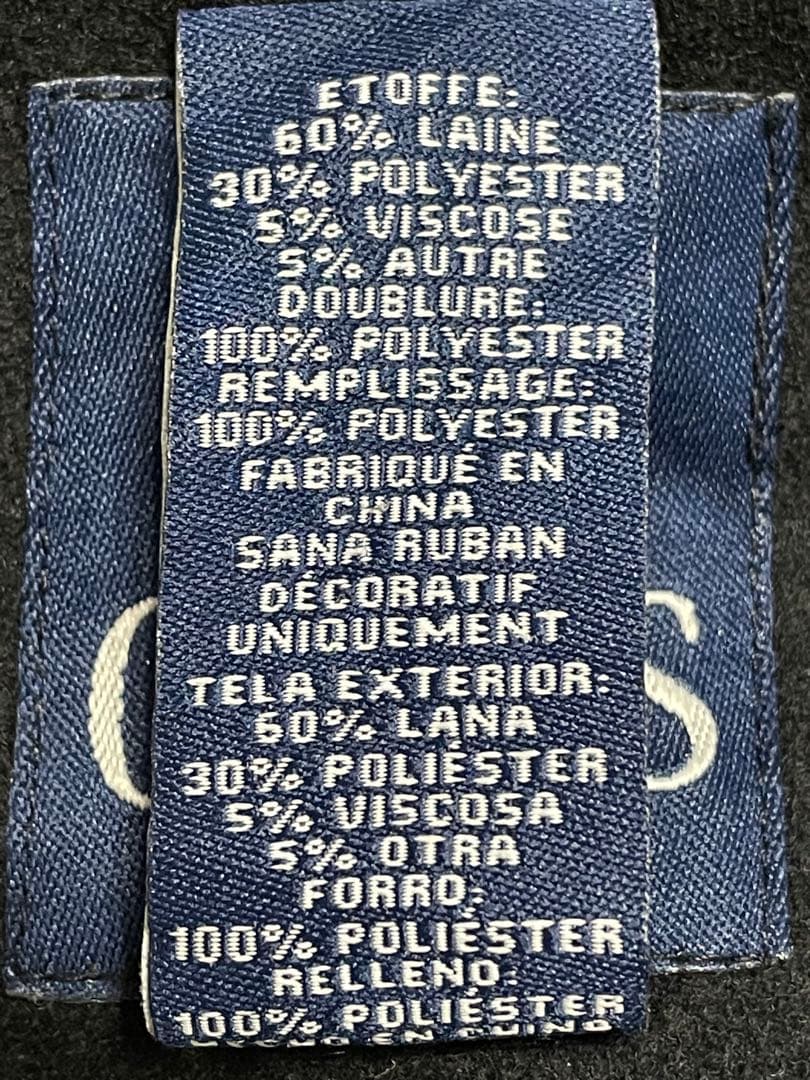 ETOFFE:
60% LAINE
30% POLYESTER
5% VISCOSE
5% AUTRE
DOUBLURE:
100% POLYESTER
REMPLISSAGE:
100% POLYESTER
FABRIQUÉ EN
CHINA
SANA RUBAN
DÉCORATIF
UNIQUEMENT
TELA EXTERIOR:
60% LANA
30% POLIÉSTER
5% VISCOSA
5% OTRA
FORRO:
100% POLIÉSTER
RELLENO:
100% POLIÉSTER